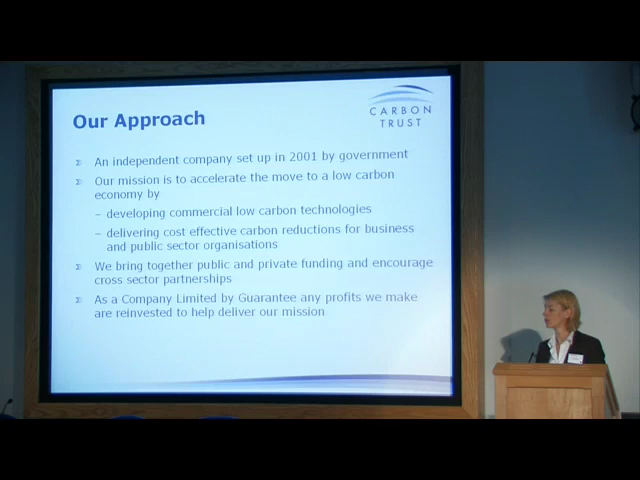 CARBON
TRUST
Our Approach
An independent company set up in 2001 by government
Our mission is to accelerate the move to a low carbon
economy by
– developing commercial low carbon technologies
– delivering cost effective carbon reductions for business
and public sector organisations
We bring together public and private funding and encourage
cross sector partnerships
As a Company Limited by Guarantee any profits we make
are reinvested to help deliver our mission